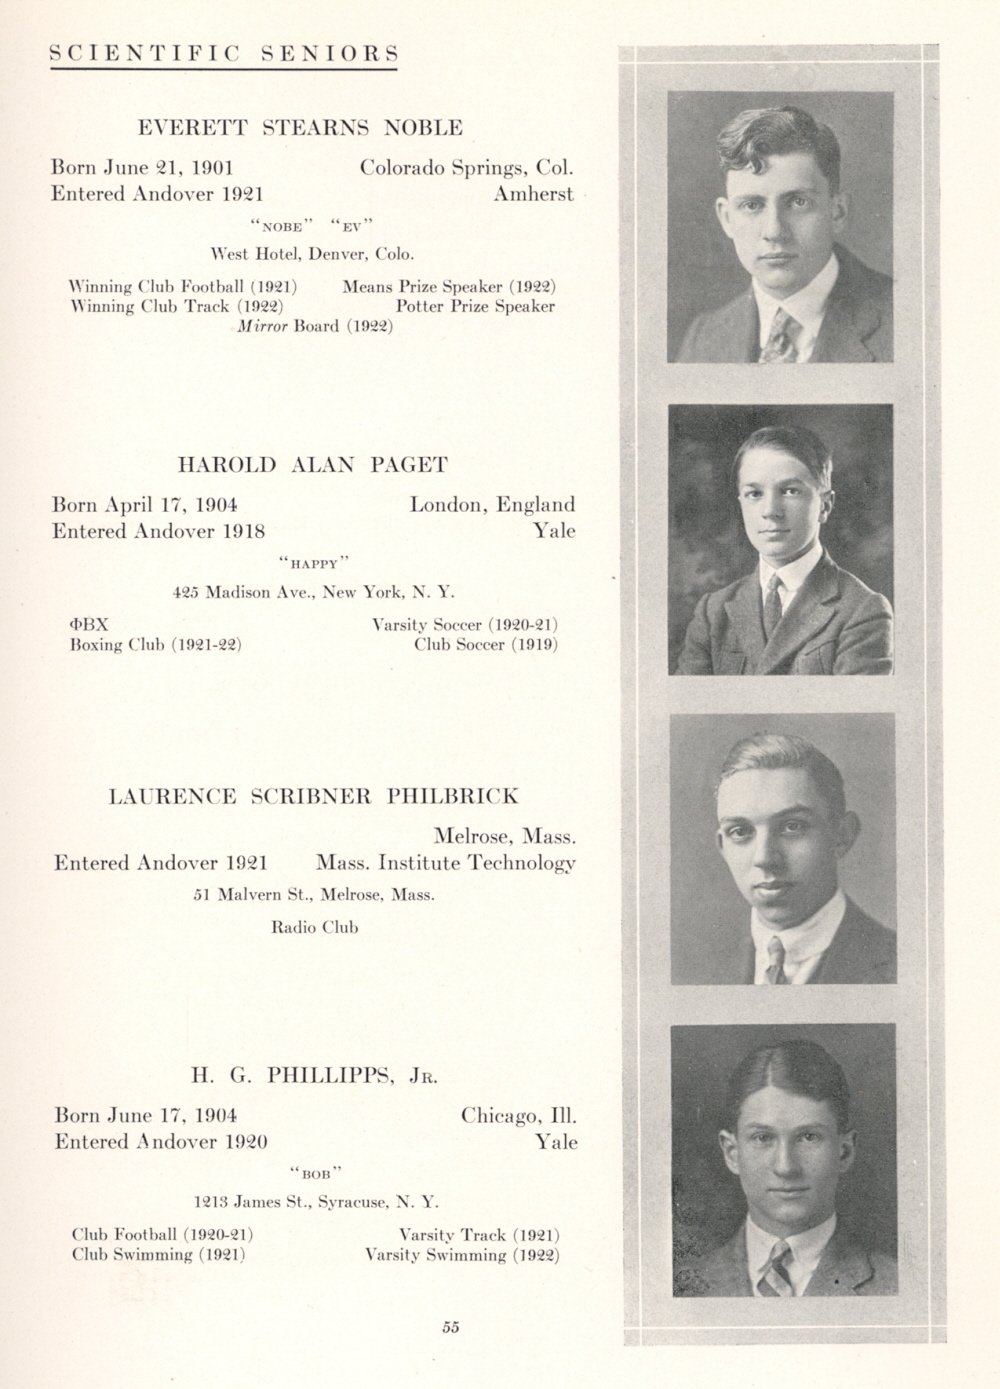 SCIENTIFIC SENIORS
EVERETT STEARNS NOBLE
Born June 21, 1901 Colorado Springs, Col.
Entered Andover 1921 Amherst
"NOBE" "EV"
West Hotel, Denver, Colo.
Winning Club Football (1921) Means Prize Speaker (1922)
Winning Club Track (1922) Potter Prize Speaker
Mirror Board (1922)
HAROLD ALAN PAGET
Born April 17, 1904 London, England
Entered Andover 1918 Yale
"HAPPY"
425 Madison Ave., New York, N. Y.
ΦBX Varsity Soccer (1920-21)
Boxing Club (1921-22) Club Soccer (1919)
LAURENCE SCRIBNER PHILBRICK
Melrose, Mass.
Entered Andover 1921 Mass. Institute Technology
51 Malvern St., Melrose, Mass.
Radio Club
H. G. PHILLIPPS, JR.
Born June 17, 1904 Chicago, Ill.
Entered Andover 1920 Yale
"BOB"
1213 James St., Syracuse, N. Y.
Club Football (1920-21) Varsity Track (1921)
Club Swimming (1921) Varsity Swimming (1922)
55